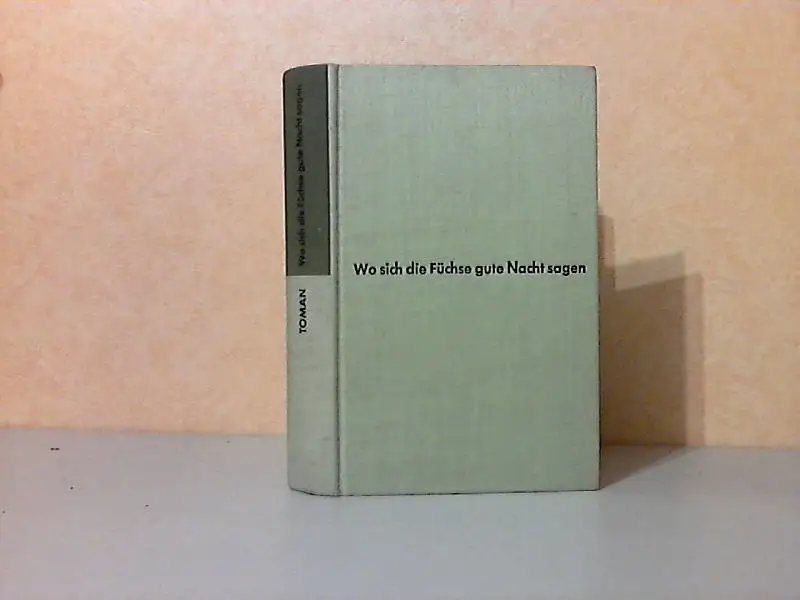 Wo sich die Füchse gute Nacht sagen
TOMAN
Wo sich die Füchse gute Nacht sagen